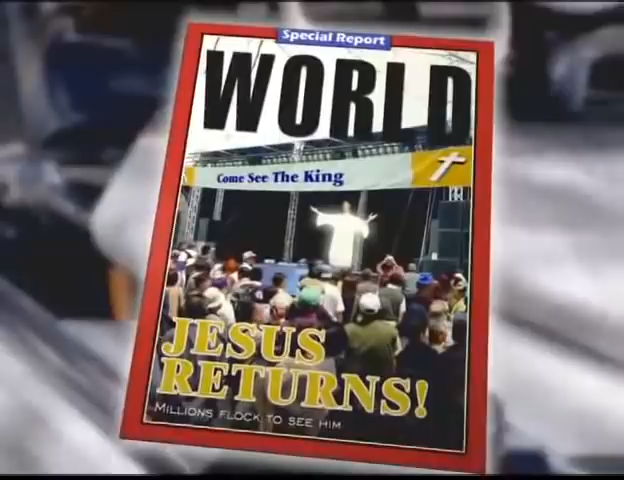 Special Report
WORLD
Come See The King
JESUS
RETURNS!
MILLIONS FLOCK TO SEE HIM